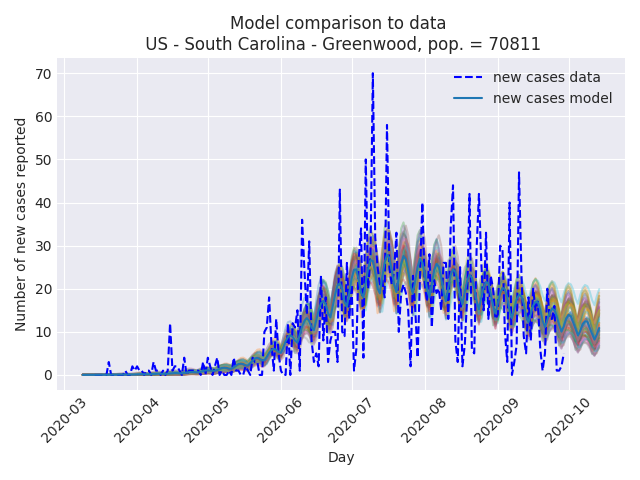 Model comparison to data
US - South Carolina - Greenwood, pop. = 70811
new cases data
new cases model
Number of new cases reported
70
60
50
40
30
20
10
0
2020-03
2020-04
2020-05
2020-06
2020-07
2020-08
2020-09
2020-10
Day